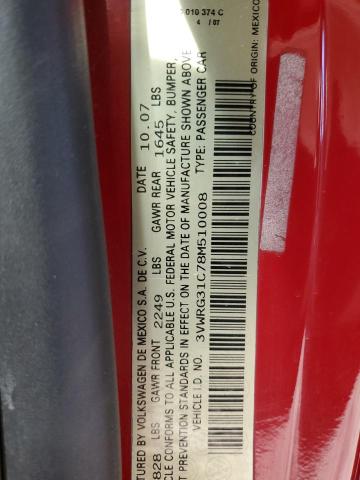 TURED BY VOLKSWAGEN DE MEXICO S.A. DE C.V. DATE 10.07
828 LBS GAWR FRONT 2249 LBS GAWR REAR 1645 LBS
CLE CONFORMS TO ALL APPLICABLE U.S. FEDERAL MOTOR VEHICLE SAFETY, BUMPER,
T PREVENTION STANDARDS IN EFFECT ON THE DATE OF MANUFACTURE SHOWN ABOVE
VEHICLE I.D. NO. 3VWRG31C78M510008 TYPE: PASSENGER CAR
COUNTRY OF ORIGIN: MEXICO
010 374 C
4 / 07